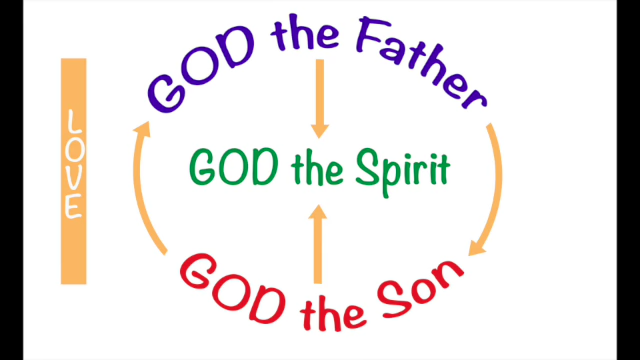 GOD the Father
LOVE
GOD the Spirit
GOD the Son